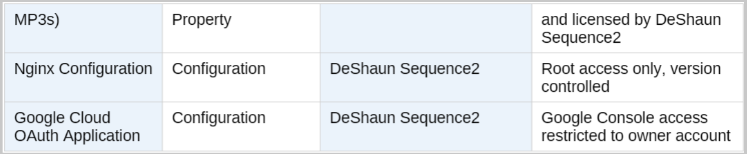 MP3s) Property and licensed by DeShaun
Sequence2
Nginx Configuration Configuration DeShaun Sequence2 Root access only, version
controlled
Google Cloud Configuration DeShaun Sequence2 Google Console access
OAuth Application restricted to owner account